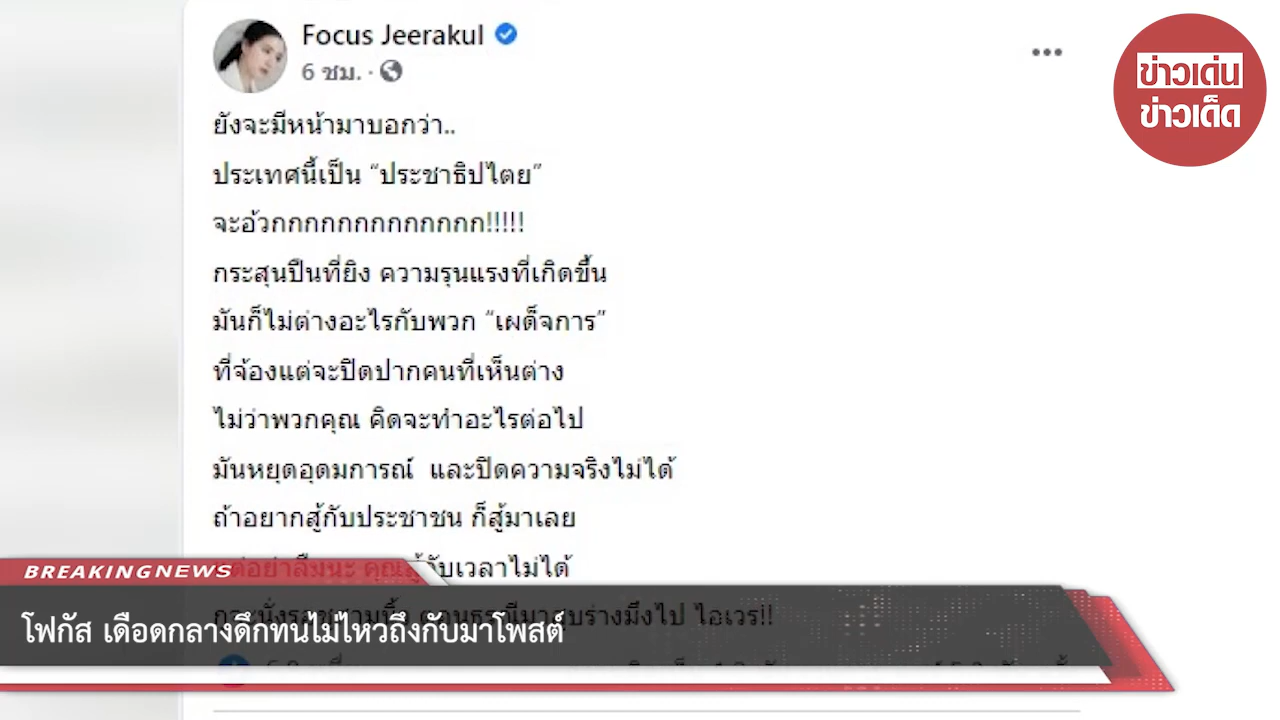 Focus Jeerakul
6 ชม. ·
ข่าวเด่น
ข่าวเด็ด
ยังจะมีหน้ามาบอกว่า..
ประเทศนี้เป็น “ประชาธิปไตย”
จะอ้วกกกกกกกกกกกกก!!!!!
กระสุนปืนที่ยิง ความรุนแรงที่เกิดขึ้น
มันก็ไม่ต่างอะไรกับพวก “เผด็จการ”
ที่จ้องแต่จะปิดปากคนที่เห็นต่าง
ไม่ว่าพวกคุณ คิดจะทำอะไรต่อไป
มันหยุดอุดมการณ์ และปิดความจริงไม่ได้
ถ้าอยากสู้กับประชาชน ก็สู้มาเลย
แต่อย่าลืมนะ คุณสู้กับเวลาไม่ได้
BREAKINGNEWS
มึงไป ไอเวร!!
โฟกัส เดือดกลางดึกทนไม่ไหวถึงกับมาโพสต์